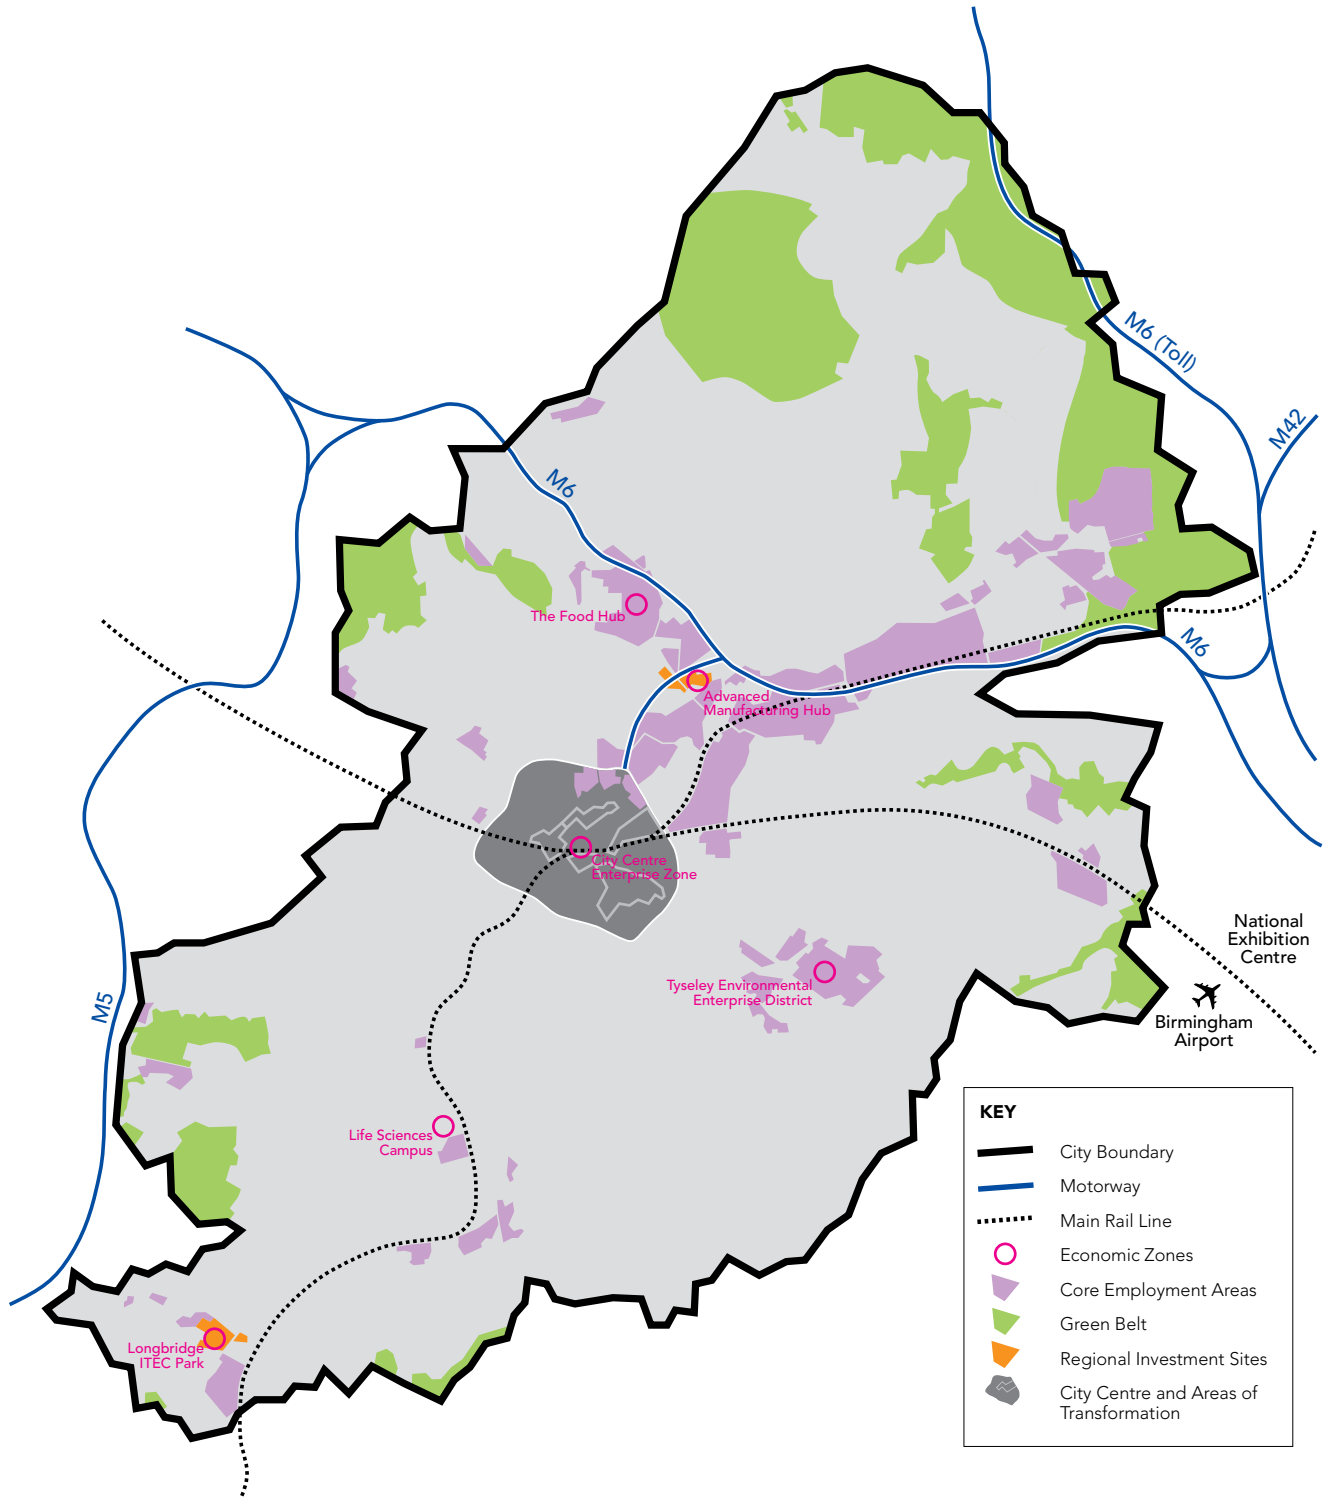 M6 (Toll)
M42
M6
The Food Hub
M6
Advanced
Manufacturing Hub
City Centre
Enterprise Zone
National
Exhibition
Centre
Tyseley Environmental
Enterprise District
M5
Birmingham
Airport
Life Sciences
Campus
Longbridge
ITEC Park
KEY
City Boundary
Motorway
Main Rail Line
Economic Zones
Core Employment Areas
Green Belt
Regional Investment Sites
City Centre and Areas of
Transformation